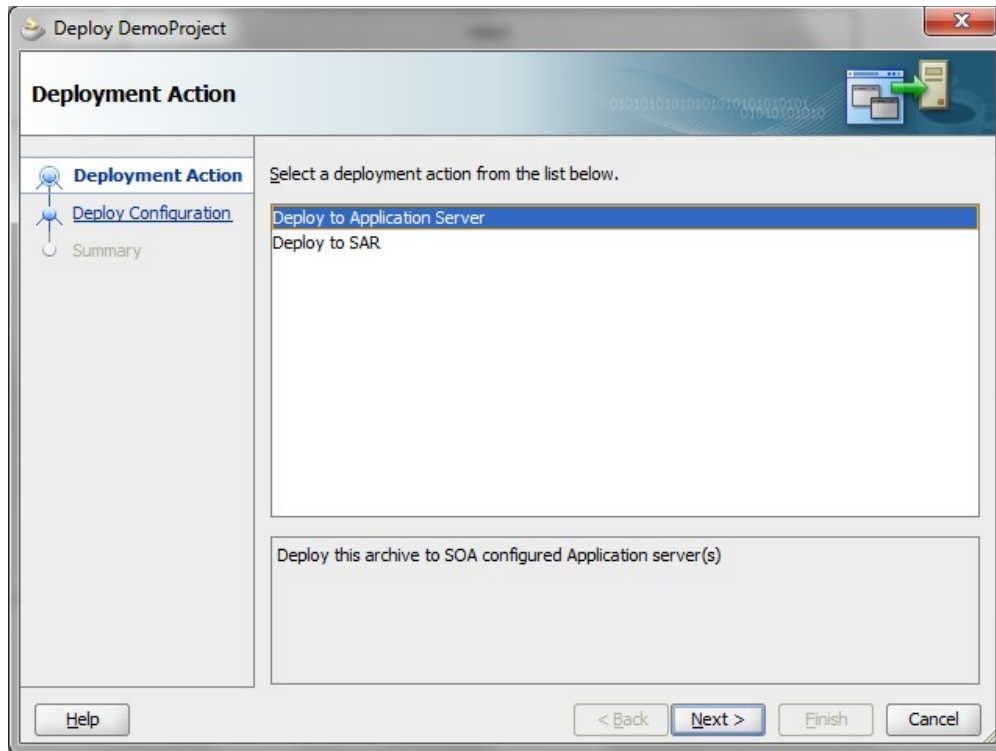 Deploy DemoProject
Deployment Action
Deployment Action
Deploy Configuration
Summary
Select a deployment action from the list below.
Deploy to Application Server
Deploy to SAR
Deploy this archive to SOA configured Application server(s)
Help
< Back
Next >
Finish
Cancel